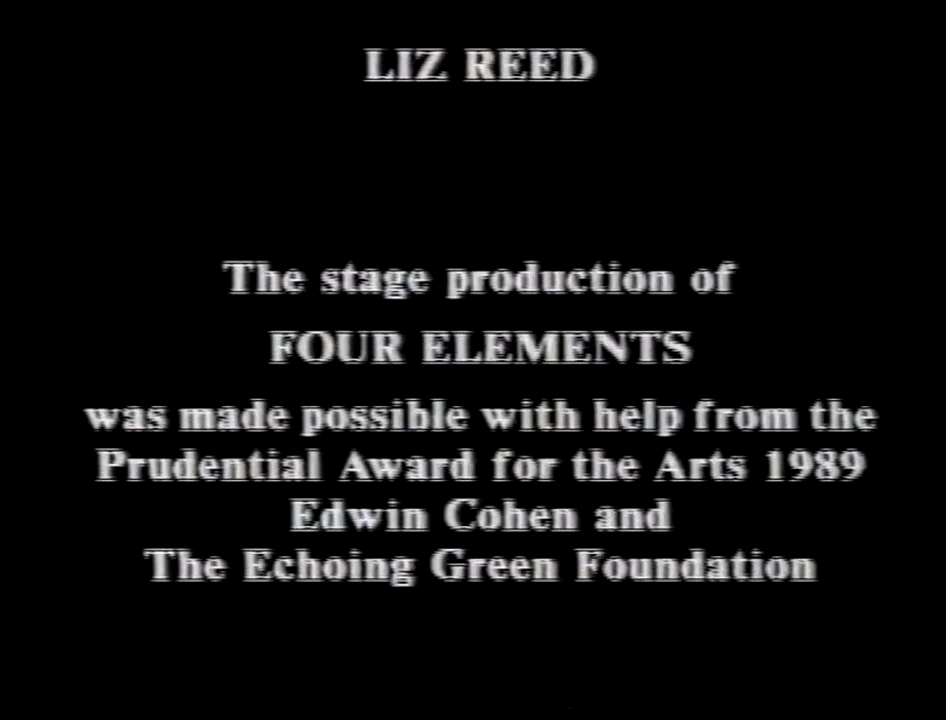 LIZ REED
The stage production of
FOUR ELEMENTS
was made possible with help from the
Prudential Award for the Arts 1989
Edwin Cohen and
The Echoing Green Foundation